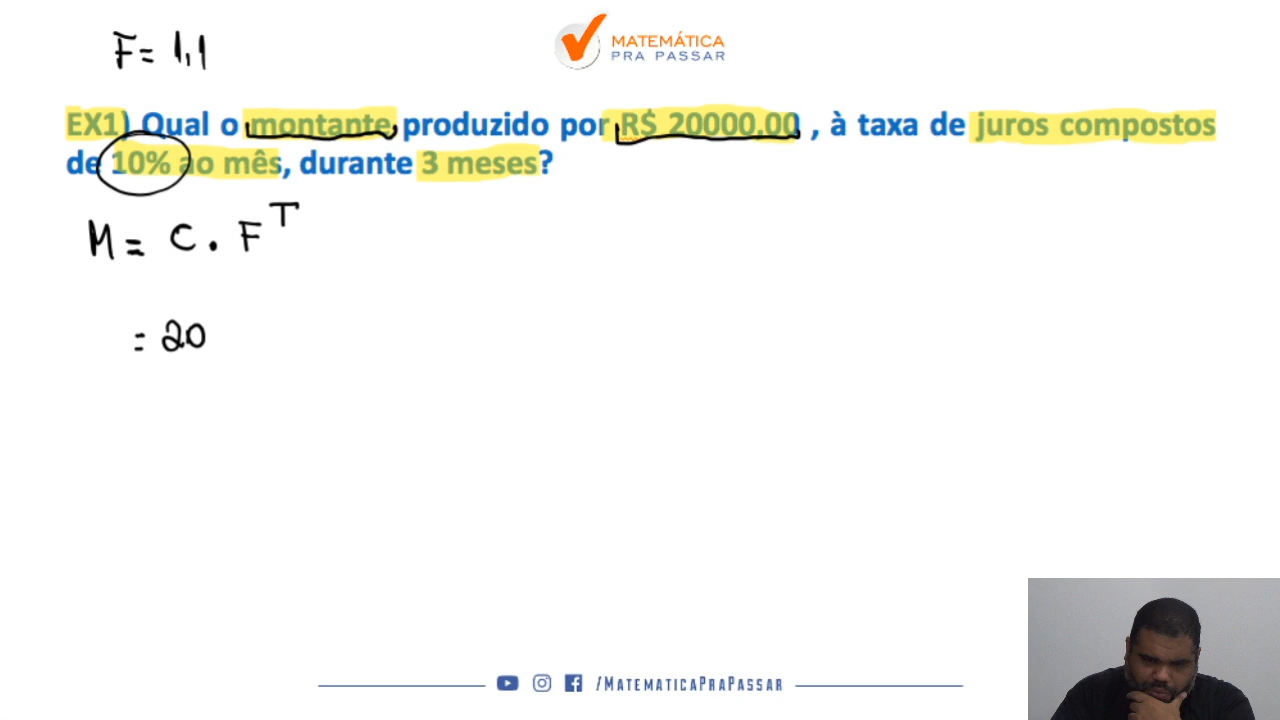 F = 1,1
MATEMÁTICA
PRA PASSAR
EX1) Qual o montante produzido por R$ 20000.00 , à taxa de juros compostos
de 10% ao mês, durante 3 meses?
M = C . F^T
= 20
/MATEMATICAPRAPASSAR